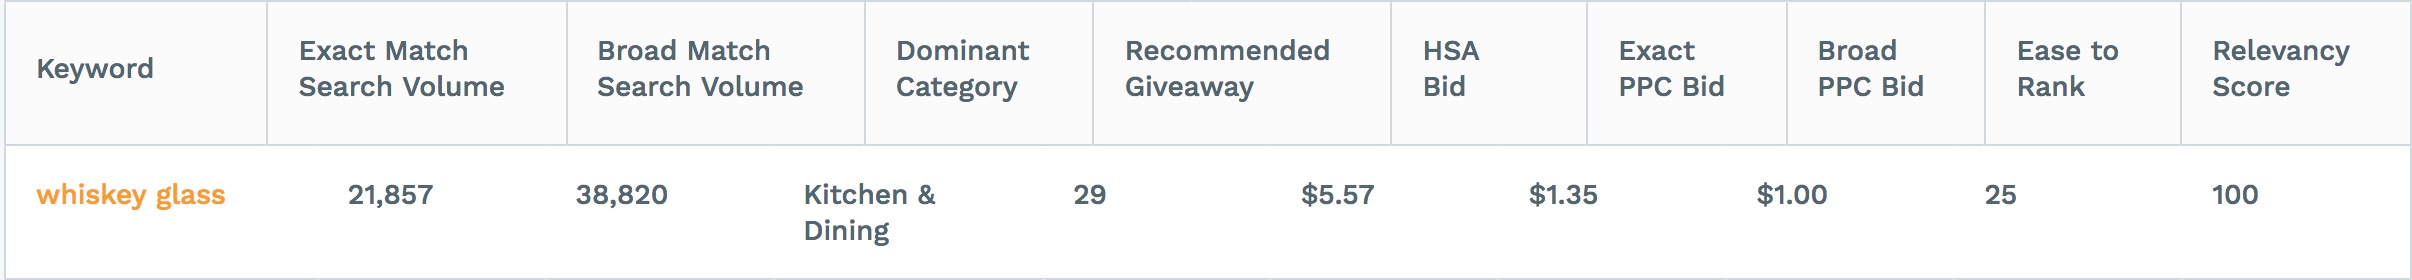 Keyword
Exact Match
Search Volume
Broad Match
Search Volume
Dominant
Category
Recommended
Giveaway
HSA
Bid
Exact
PPC Bid
Broad
PPC Bid
Ease to
Rank
Relevancy
Score
whiskey glass
21,857
38,820
Kitchen &
Dining
29
$5.57
$1.35
$1.00
25
100